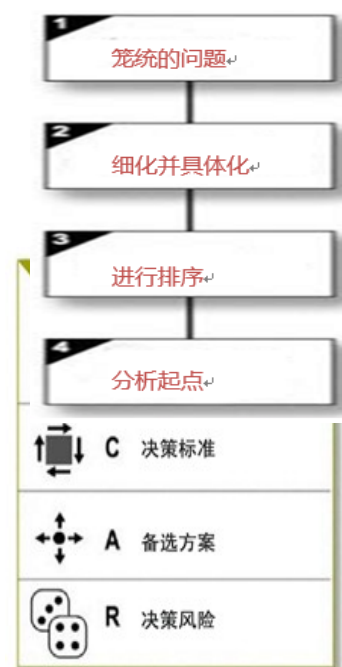 1
笼统的问题↵
2
细化并具体化↵
3
进行排序↵
4
分析起点↵
C 决策标准
A 备选方案
R 决策风险